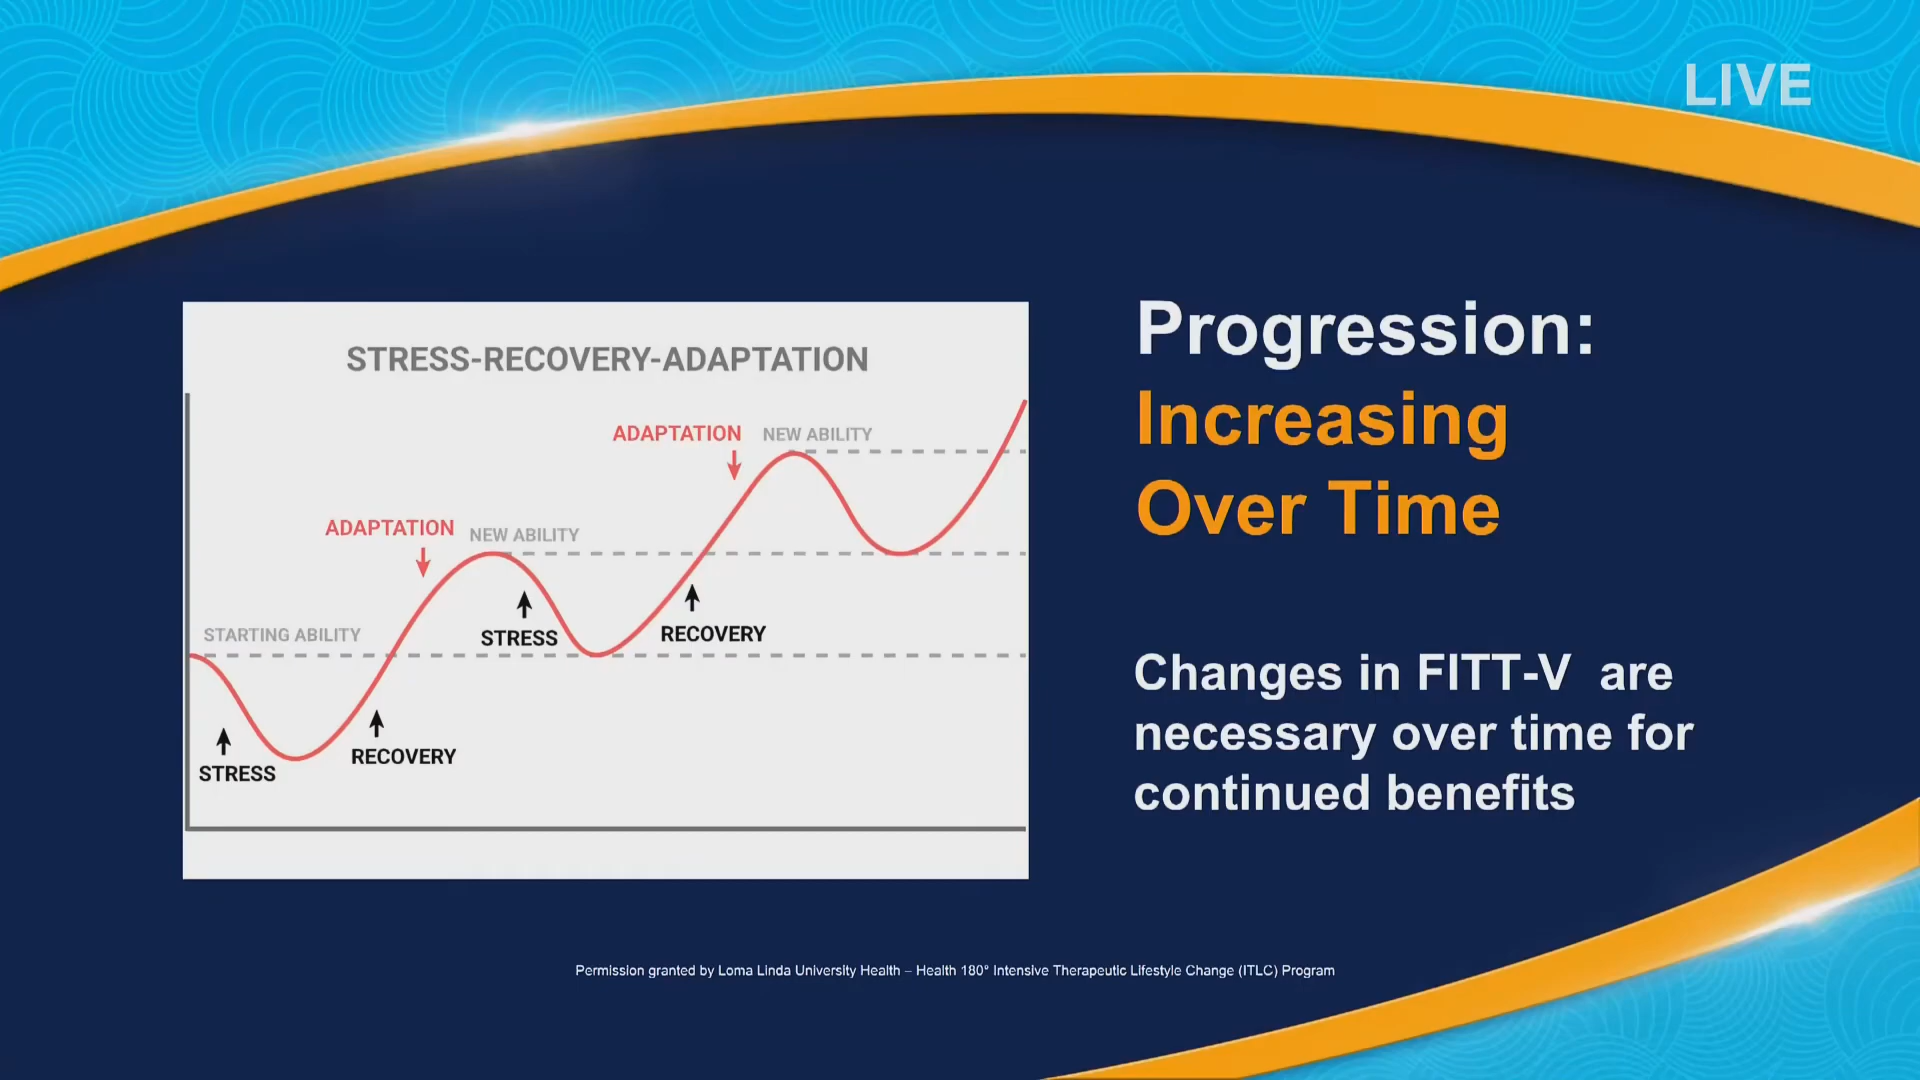 LIVE
STRESS-RECOVERY-ADAPTATION
ADAPTATION
NEW ABILITY
ADAPTATION
NEW ABILITY
STARTING ABILITY
STRESS
RECOVERY
STRESS
RECOVERY
Progression:
Increasing
Over Time
Changes in FITT-V are
necessary over time for
continued benefits
Permission granted by Loma Linda University Health – Health 180° Intensive Therapeutic Lifestyle Change (ITLC) Program